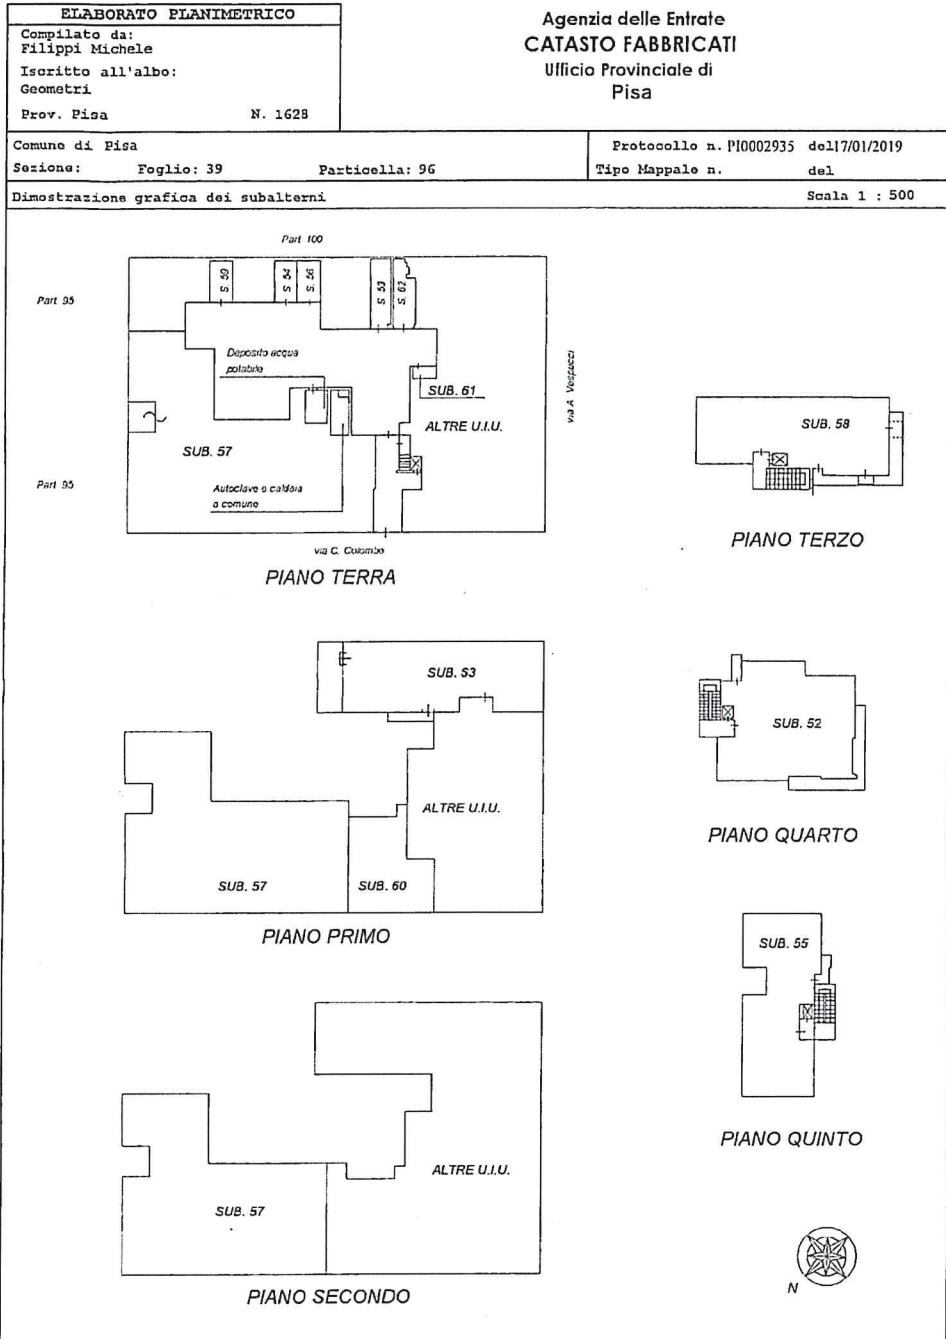 ELABORATO PLANIMETRICO
Compilato da:
Filippi Michele
Iscritto all'albo:
Geometri
Prov. Pisa N. 1628
Agenzia delle Entrate
CATASTO FABBRICATI
Ufficio Provinciale di
Pisa
Comune di Pisa
Sezione: Foglio: 39 Particella: 96
Protocollo n. PI0002935 del 17/01/2019
Tipo Mappale n. del
Dimostrazione grafica dei subalterni Scala 1 : 500
Part 100
Part 95
S. 59
S. 54
S. 56
S. 53
S. 62
Deposito acqua
potabile
SUB. 61
ALTRE U.I.U.
via A. Vespucci
SUB. 57
Part 95
Autoclave e caldaia
a comune
via C. Colombo
PIANO TERRA
SUB. 58
PIANO TERZO
SUB. 53
ALTRE U.I.U.
SUB. 57
SUB. 60
PIANO PRIMO
SUB. 52
PIANO QUARTO
SUB. 55
PIANO QUINTO
ALTRE U.I.U.
SUB. 57
PIANO SECONDO
N